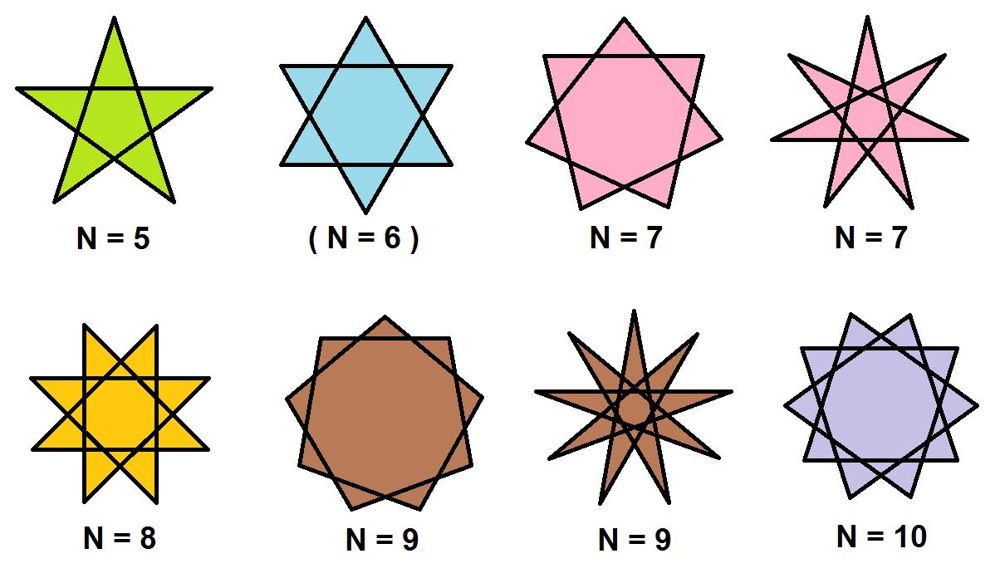 N = 5
( N = 6 )
N = 7
N = 7
N = 8
N = 9
N = 9
N = 10